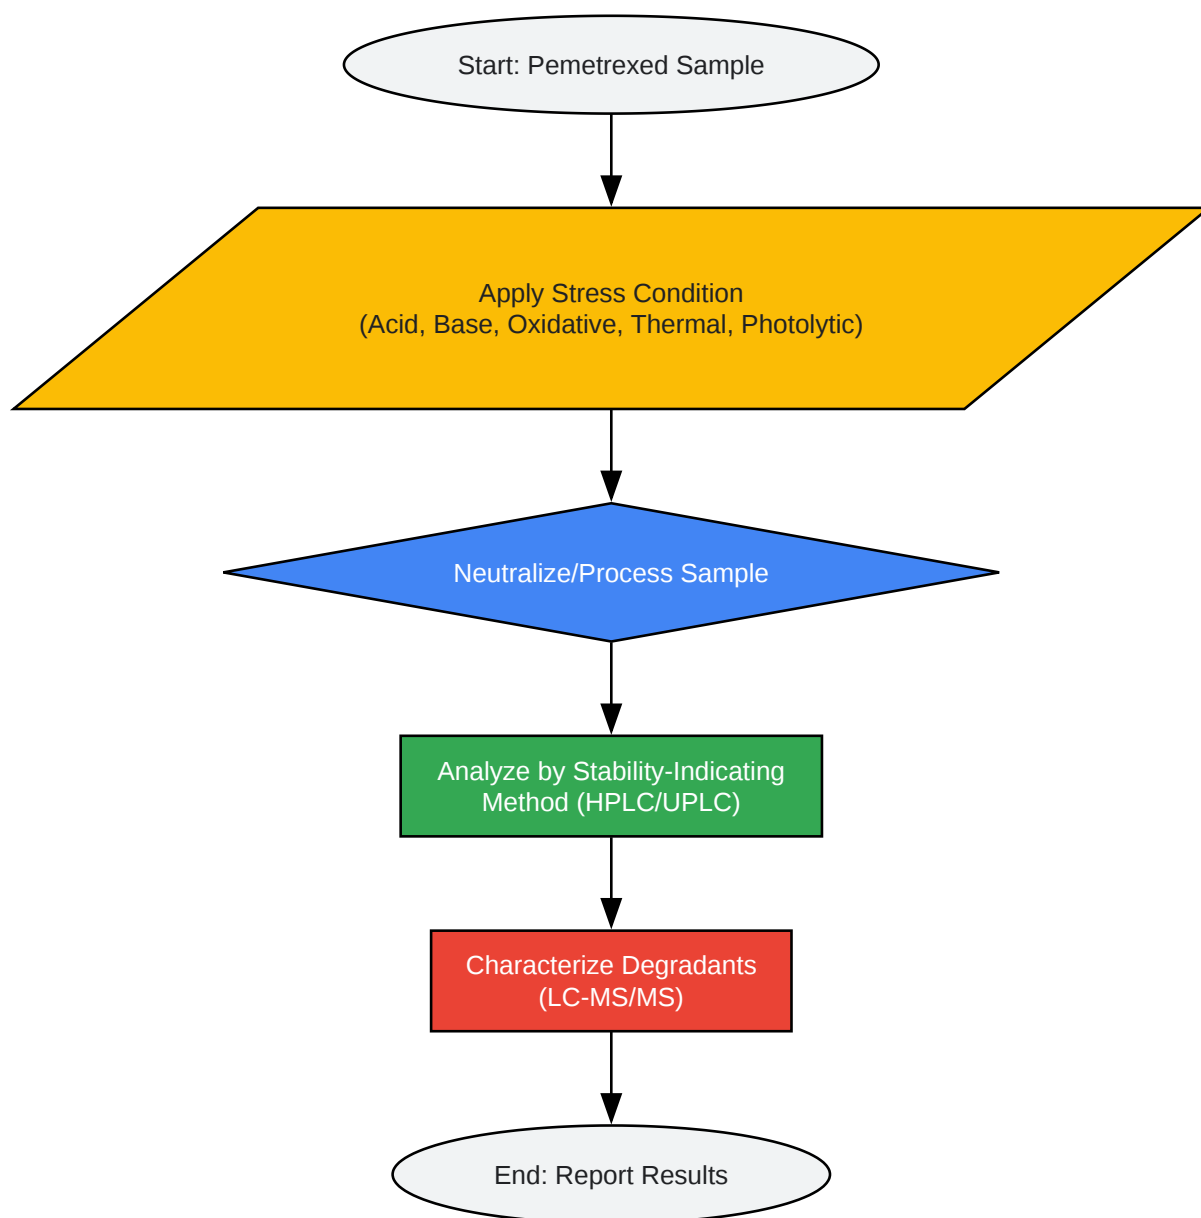 Start: Pemetrexed Sample
Apply Stress Condition
(Acid, Base, Oxidative, Thermal, Photolytic)
Neutralize/Process Sample
Analyze by Stability-Indicating
Method (HPLC/UPLC)
Characterize Degradants
(LC-MS/MS)
End: Report Results